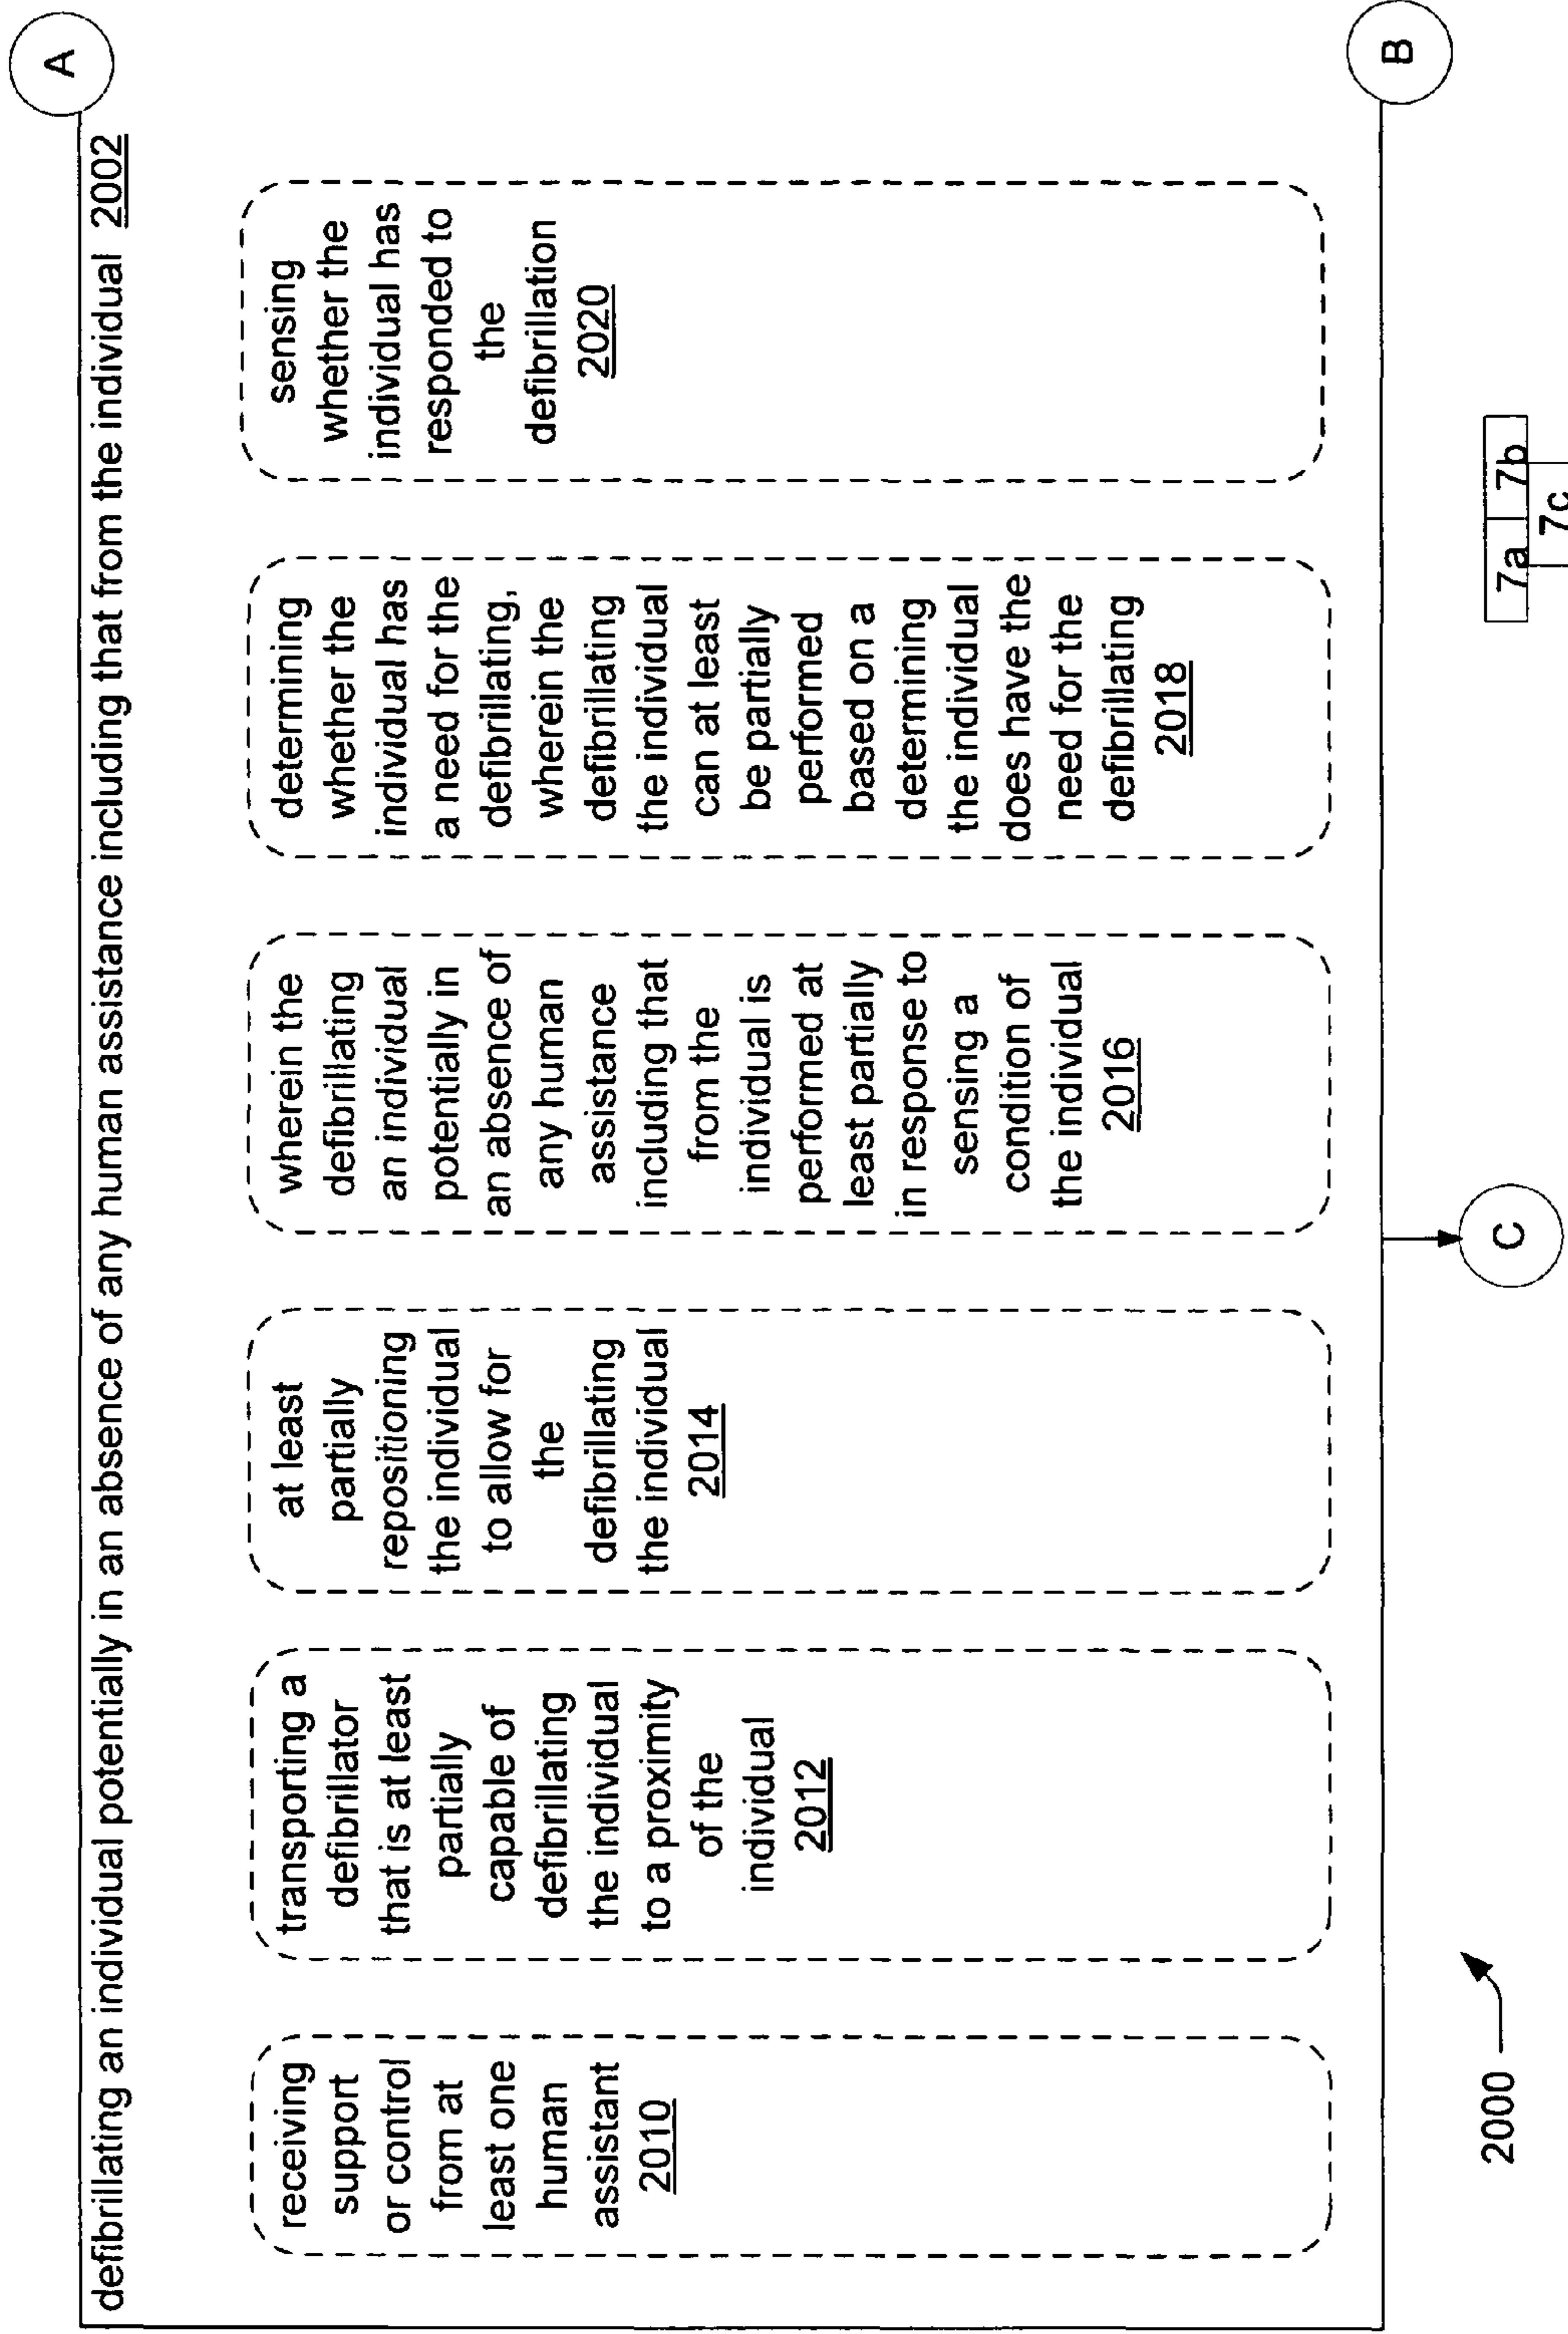 A
defibrillating an individual potentially in an absence of any human assistance including that from the individual 2002
receiving
support
or control
from at
least one
human
assistant
2010
transporting a
defibrillator
that is at least
partially
capable of
defibrillating
the individual
to a proximity
of the
individual
2012
at least
partially
repositioning
the individual
to allow for
the
defibrillating
the individual
2014
wherein the
defibrillating
an individual
potentially in
an absence of
any human
assistance
including that
from the
individual is
performed at
least partially
in response to
sensing a
condition of
the individual
2016
determining
whether the
individual has
a need for the
defibrillating,
wherein the
defibrillating
the individual
can at least
be partially
performed
based on a
determining
the individual
does have the
need for the
defibrillating
2018
sensing
whether the
individual has
responded to
the
defibrillation
2020
B
C
2000
7a 7b
7c